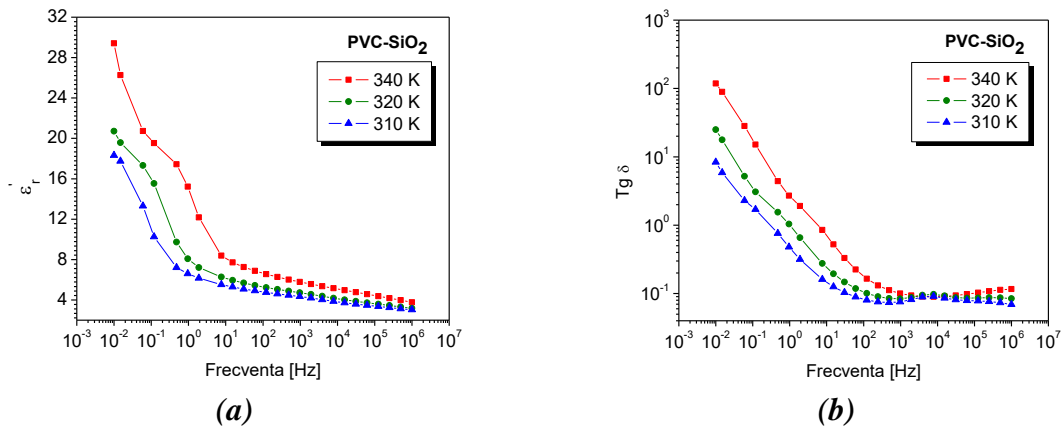 PVC-SiO₂
340 K
320 K
310 K
32
28
24
20
16
12
8
4
ε'r
10⁻³ 10⁻² 10⁻¹ 10⁰ 10¹ 10² 10³ 10⁴ 10⁵ 10⁶ 10⁷
Frecventa [Hz]
(a)
PVC-SiO₂
340 K
320 K
310 K
10³
10²
10¹
10⁰
10⁻¹
Tg δ
10⁻³ 10⁻² 10⁻¹ 10⁰ 10¹ 10² 10³ 10⁴ 10⁵ 10⁶ 10⁷
Frecventa [Hz]
(b)